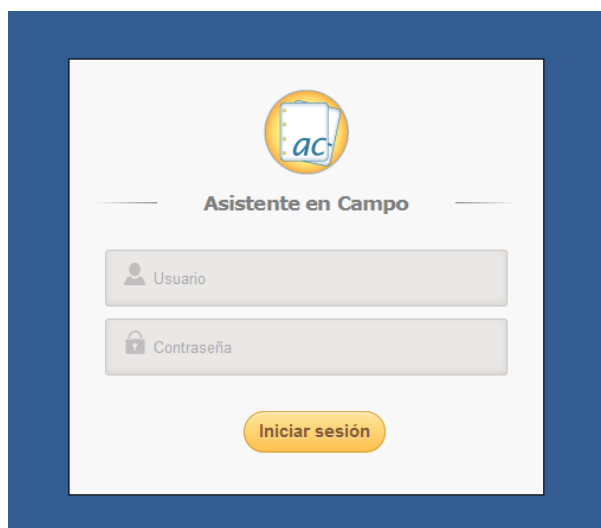 ac
Asistente en Campo
Usuario
Contraseña
Iniciar sesión